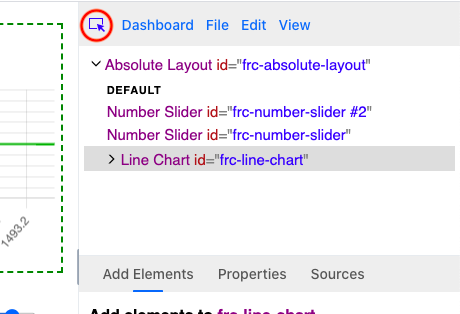 Dashboard File Edit View
Absolute Layout id="frc-absolute-layout"
DEFAULT
Number Slider id="frc-number-slider #2"
Number Slider id="frc-number-slider"
Line Chart id="frc-line-chart"
1493.2
Add Elements Properties Sources
Add elements to frc-line-chart